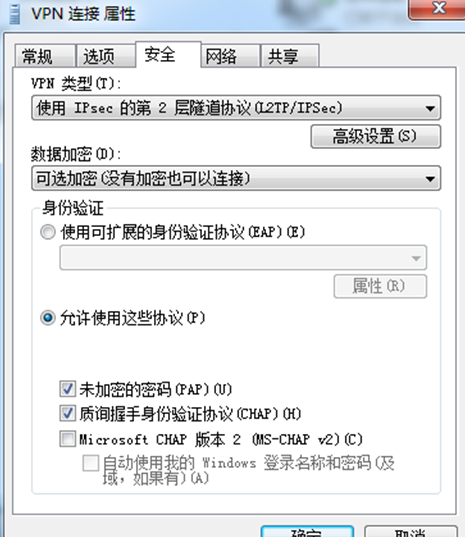 VPN 连接 属性
常规 选项 安全 网络 共享
VPN 类型(T):
使用 IPsec 的第 2 层隧道协议(L2TP/IPSec)
高级设置(S)
数据加密(D):
可选加密(没有加密也可以连接)
身份验证
使用可扩展的身份验证协议(EAP)(E)
属性(R)
允许使用这些协议(P)
未加密的密码(PAP)(U)
质询握手身份验证协议(CHAP)(H)
Microsoft CHAP 版本 2 (MS-CHAP v2)(C)
自动使用我的 Windows 登录名称和密码(及
域，如果有)(A)
确定 取消